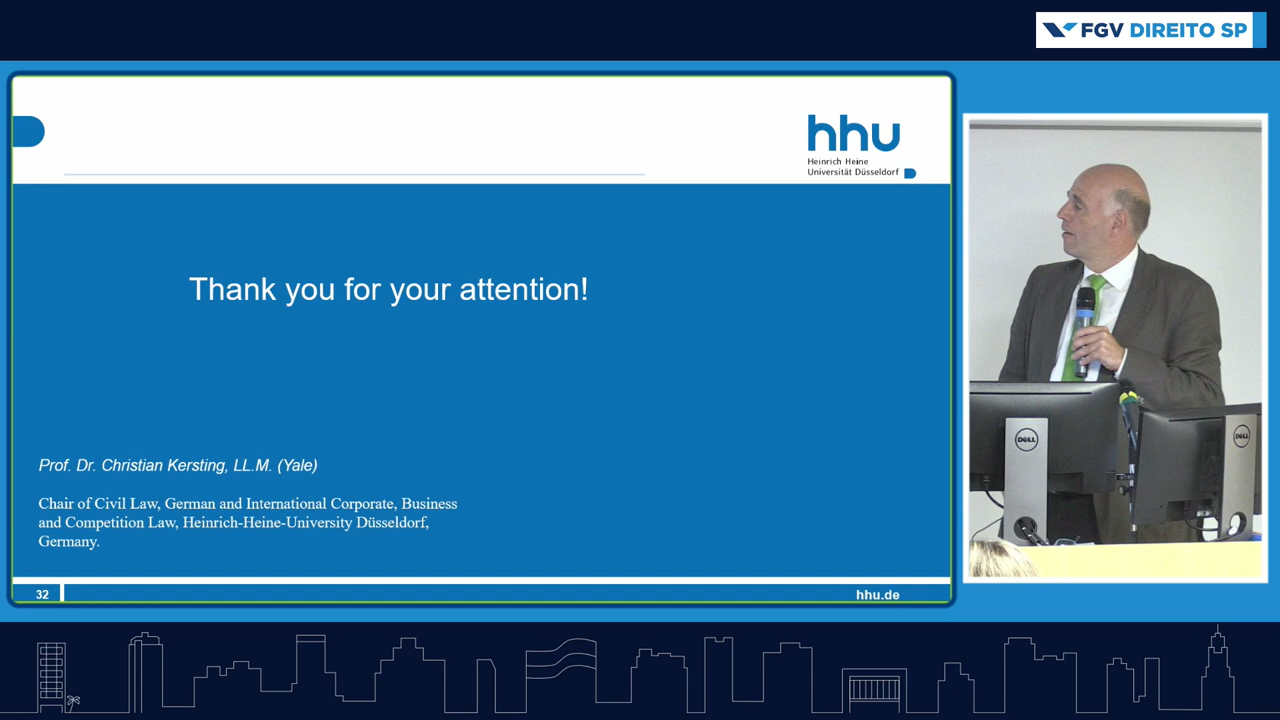 FGV DIREITO SP
hhu
Heinrich Heine
Universität Düsseldorf
Thank you for your attention!
Prof. Dr. Christian Kersting, LL.M. (Yale)
Chair of Civil Law, German and International Corporate, Business
and Competition Law, Heinrich-Heine-University Düsseldorf,
Germany.
32
hhu.de
DELL
DELL